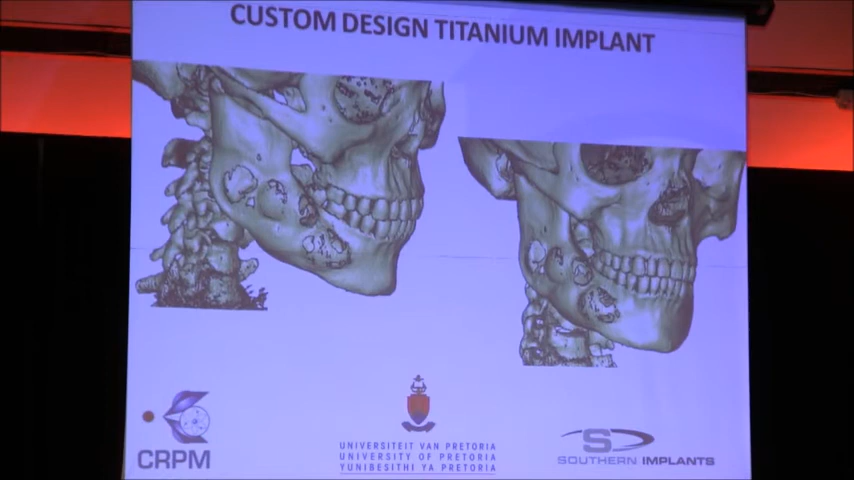 CUSTOM DESIGN TITANIUM IMPLANT
CRPM
UNIVERSITEIT VAN PRETORIA
UNIVERSITY OF PRETORIA
YUNIBESITHI YA PRETORIA
S
SOUTHERN IMPLANTS